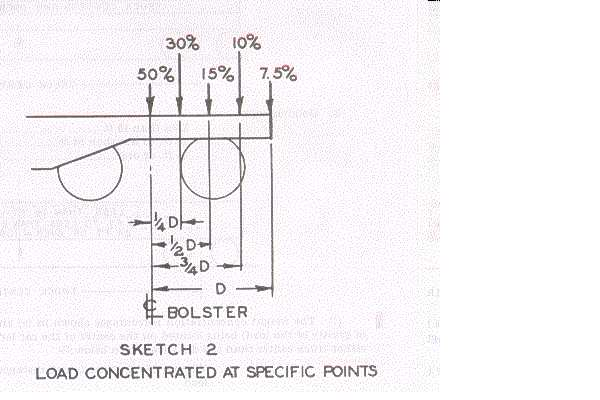 30% 10%
50% 15% 7.5%
1/4 D
1/2 D
3/4 D
D
℄ BOLSTER
SKETCH 2
LOAD CONCENTRATED AT SPECIFIC POINTS